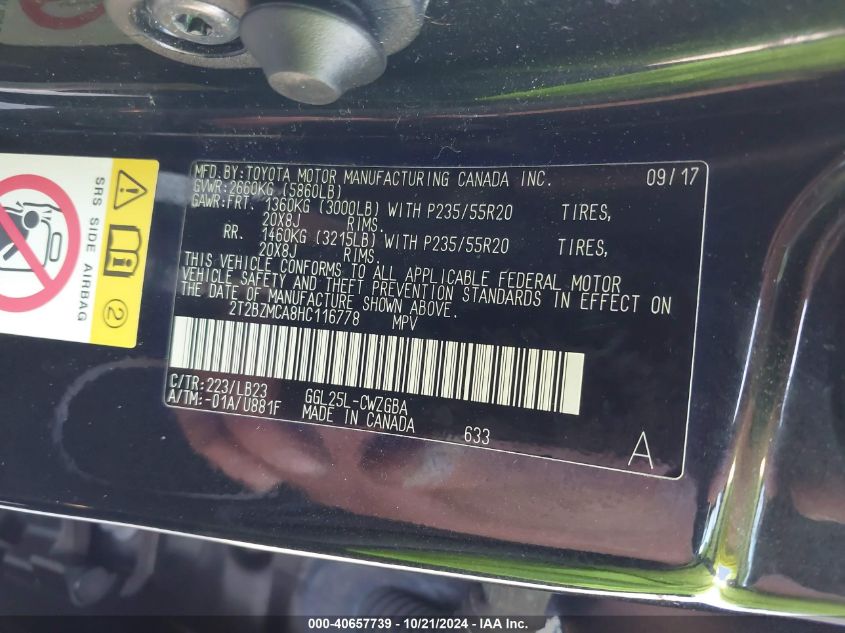 MFD.BY:TOYOTA MOTOR MANUFACTURING CANADA INC. 09/17
GVWR:2660KG (5860LB)
GAWR:FRT. 1360KG (3000LB) WITH P235/55R20 TIRES,
20X8J RIMS.
RR. 1460KG (3215LB) WITH P235/55R20 TIRES,
20X8J RIMS.
THIS VEHICLE CONFORMS TO ALL APPLICABLE FEDERAL MOTOR
VEHICLE SAFETY AND THEFT PREVENTION STANDARDS IN EFFECT ON
THE DATE OF MANUFACTURE SHOWN ABOVE.
2T2BZMCA8HC116778 MPV
C/TR:223/LB23 GGL25L-CWZGBA
A/TM:-01A/U881F MADE IN CANADA
633
A
SRS SIDE AIRBAG
2
000-40657739 - 10/21/2024 - IAA Inc.